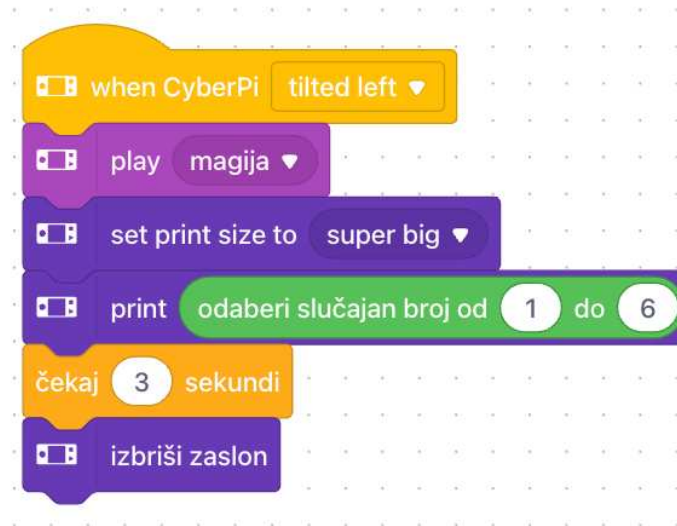 when CyberPi tilted left
play magija
set print size to super big
print odaberi slučajan broj od 1 do 6
čekaj 3 sekundi
izbriši zaslon